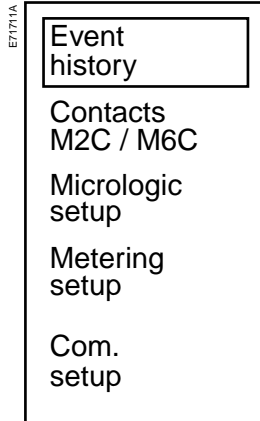 E71711A
Event
history
Contacts
M2C / M6C
Micrologic
setup
Metering
setup
Com.
setup